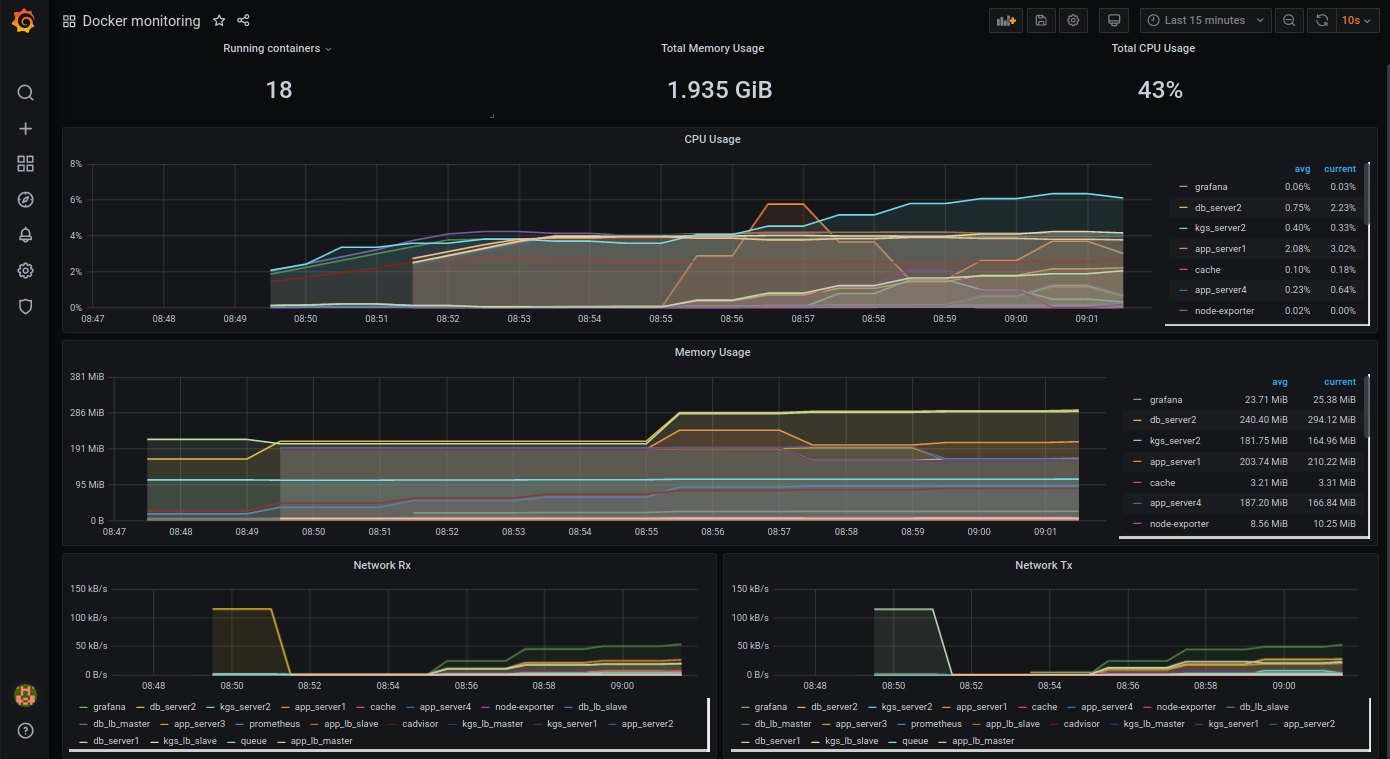 Docker monitoring
Last 15 minutes
10s
Running containers
Total Memory Usage
Total CPU Usage
18
1.935 GiB
43%
CPU Usage
8%
6%
4%
2%
0%
08:47 08:48 08:49 08:50 08:51 08:52 08:53 08:54 08:55 08:56 08:57 08:58 08:59 09:00 09:01
avg current
grafana 0.06% 0.03%
db_server2 0.75% 2.23%
kgs_server2 0.40% 0.33%
app_server1 2.08% 3.02%
cache 0.10% 0.18%
app_server4 0.23% 0.64%
node-exporter 0.02% 0.00%
Memory Usage
381 MiB
286 MiB
191 MiB
95 MiB
0 B
08:47 08:48 08:49 08:50 08:51 08:52 08:53 08:54 08:55 08:56 08:57 08:58 08:59 09:00 09:01
avg current
grafana 23.71 MiB 25.38 MiB
db_server2 240.40 MiB 294.12 MiB
kgs_server2 181.75 MiB 164.96 MiB
app_server1 203.74 MiB 210.22 MiB
cache 3.21 MiB 3.31 MiB
app_server4 187.20 MiB 166.84 MiB
node-exporter 8.56 MiB 10.25 MiB
Network Rx
150 kB/s
100 kB/s
50 kB/s
0 B/s
08:48 08:50 08:52 08:54 08:56 08:58 09:00
grafana db_server2 kgs_server2 app_server1 cache app_server4 node-exporter db_lb_slave
db_lb_master app_server3 prometheus app_lb_slave cadvisor kgs_lb_master kgs_server1 app_server2
db_server1 kgs_lb_slave queue app_lb_master
Network Tx
150 kB/s
100 kB/s
50 kB/s
0 B/s
08:48 08:50 08:52 08:54 08:56 08:58 09:00
grafana db_server2 kgs_server2 app_server1 cache app_server4 node-exporter db_lb_slave
db_lb_master app_server3 prometheus app_lb_slave cadvisor kgs_lb_master kgs_server1 app_server2
db_server1 kgs_lb_slave queue app_lb_master